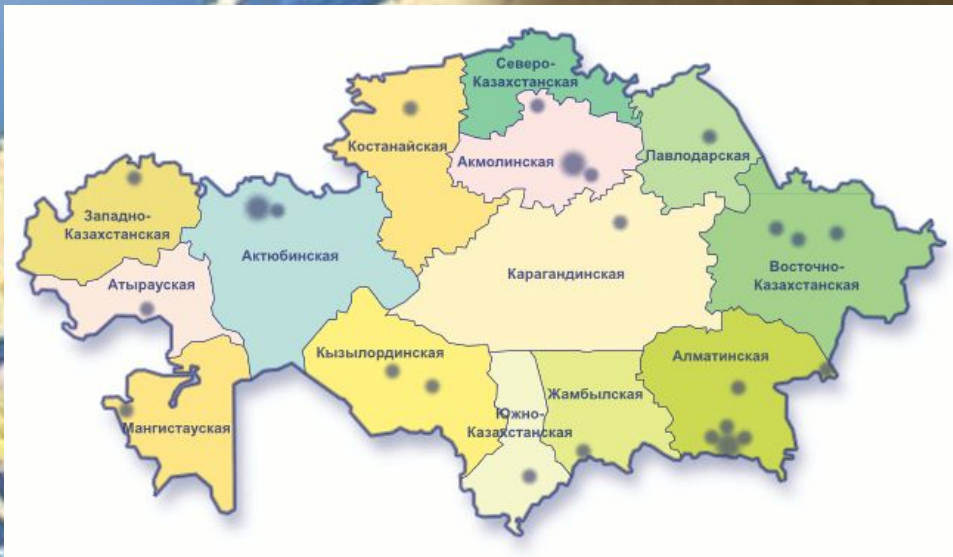 Северо-
Казахстанская
Костанайская
Акмолинская
Павлодарская
Западно-
Казахстанская
Актюбинская
Атырауская
Карагандинская
Восточно-
Казахстанская
Кызылординская
Алматинская
Жамбылская
Южно-
Казахстанская
Мангистауская